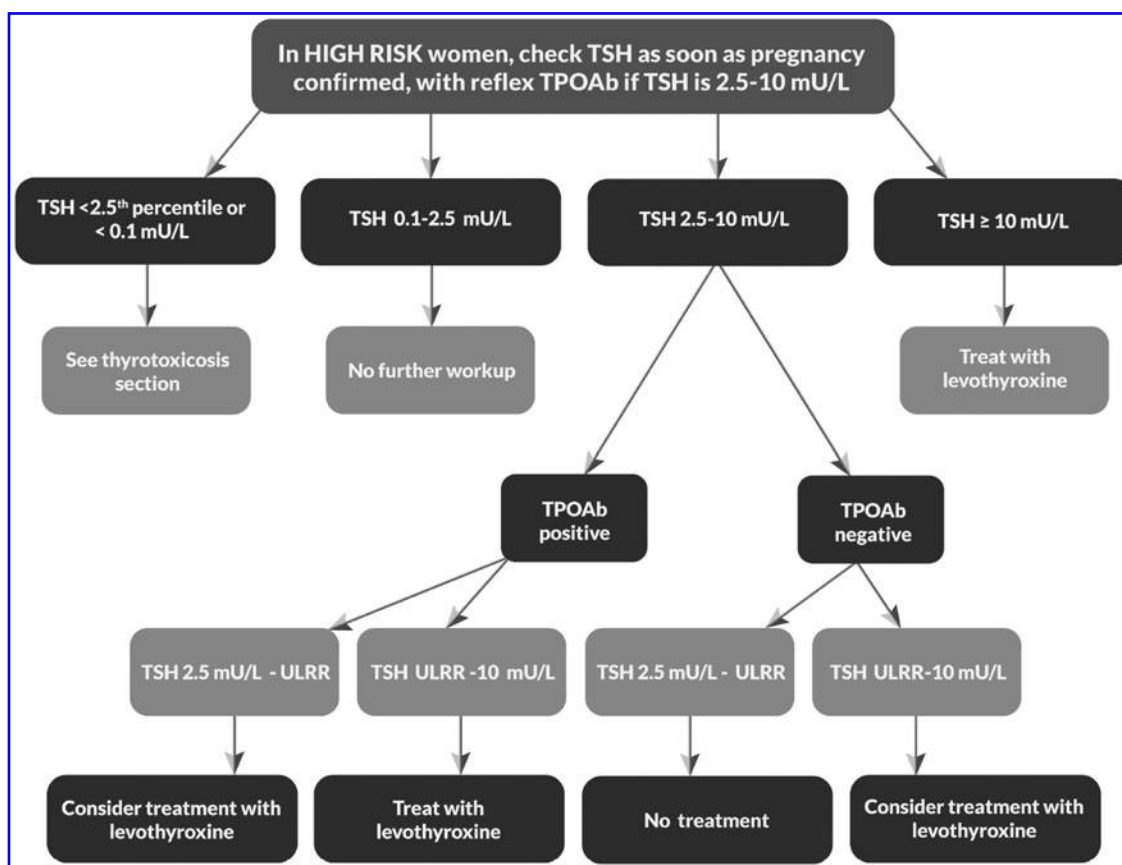 In HIGH RISK women, check TSH as soon as pregnancy
confirmed, with reflex TPOAb if TSH is 2.5-10 mU/L
TSH <2.5th percentile or
< 0.1 mU/L
TSH 0.1-2.5 mU/L
TSH 2.5-10 mU/L
TSH ≥ 10 mU/L
See thyrotoxicosis
section
No further workup
Treat with
levothyroxine
TPOAb
positive
TPOAb
negative
TSH 2.5 mU/L - ULRR
TSH ULRR -10 mU/L
TSH 2.5 mU/L - ULRR
TSH ULRR-10 mU/L
Consider treatment with
levothyroxine
Treat with
levothyroxine
No treatment
Consider treatment with
levothyroxine